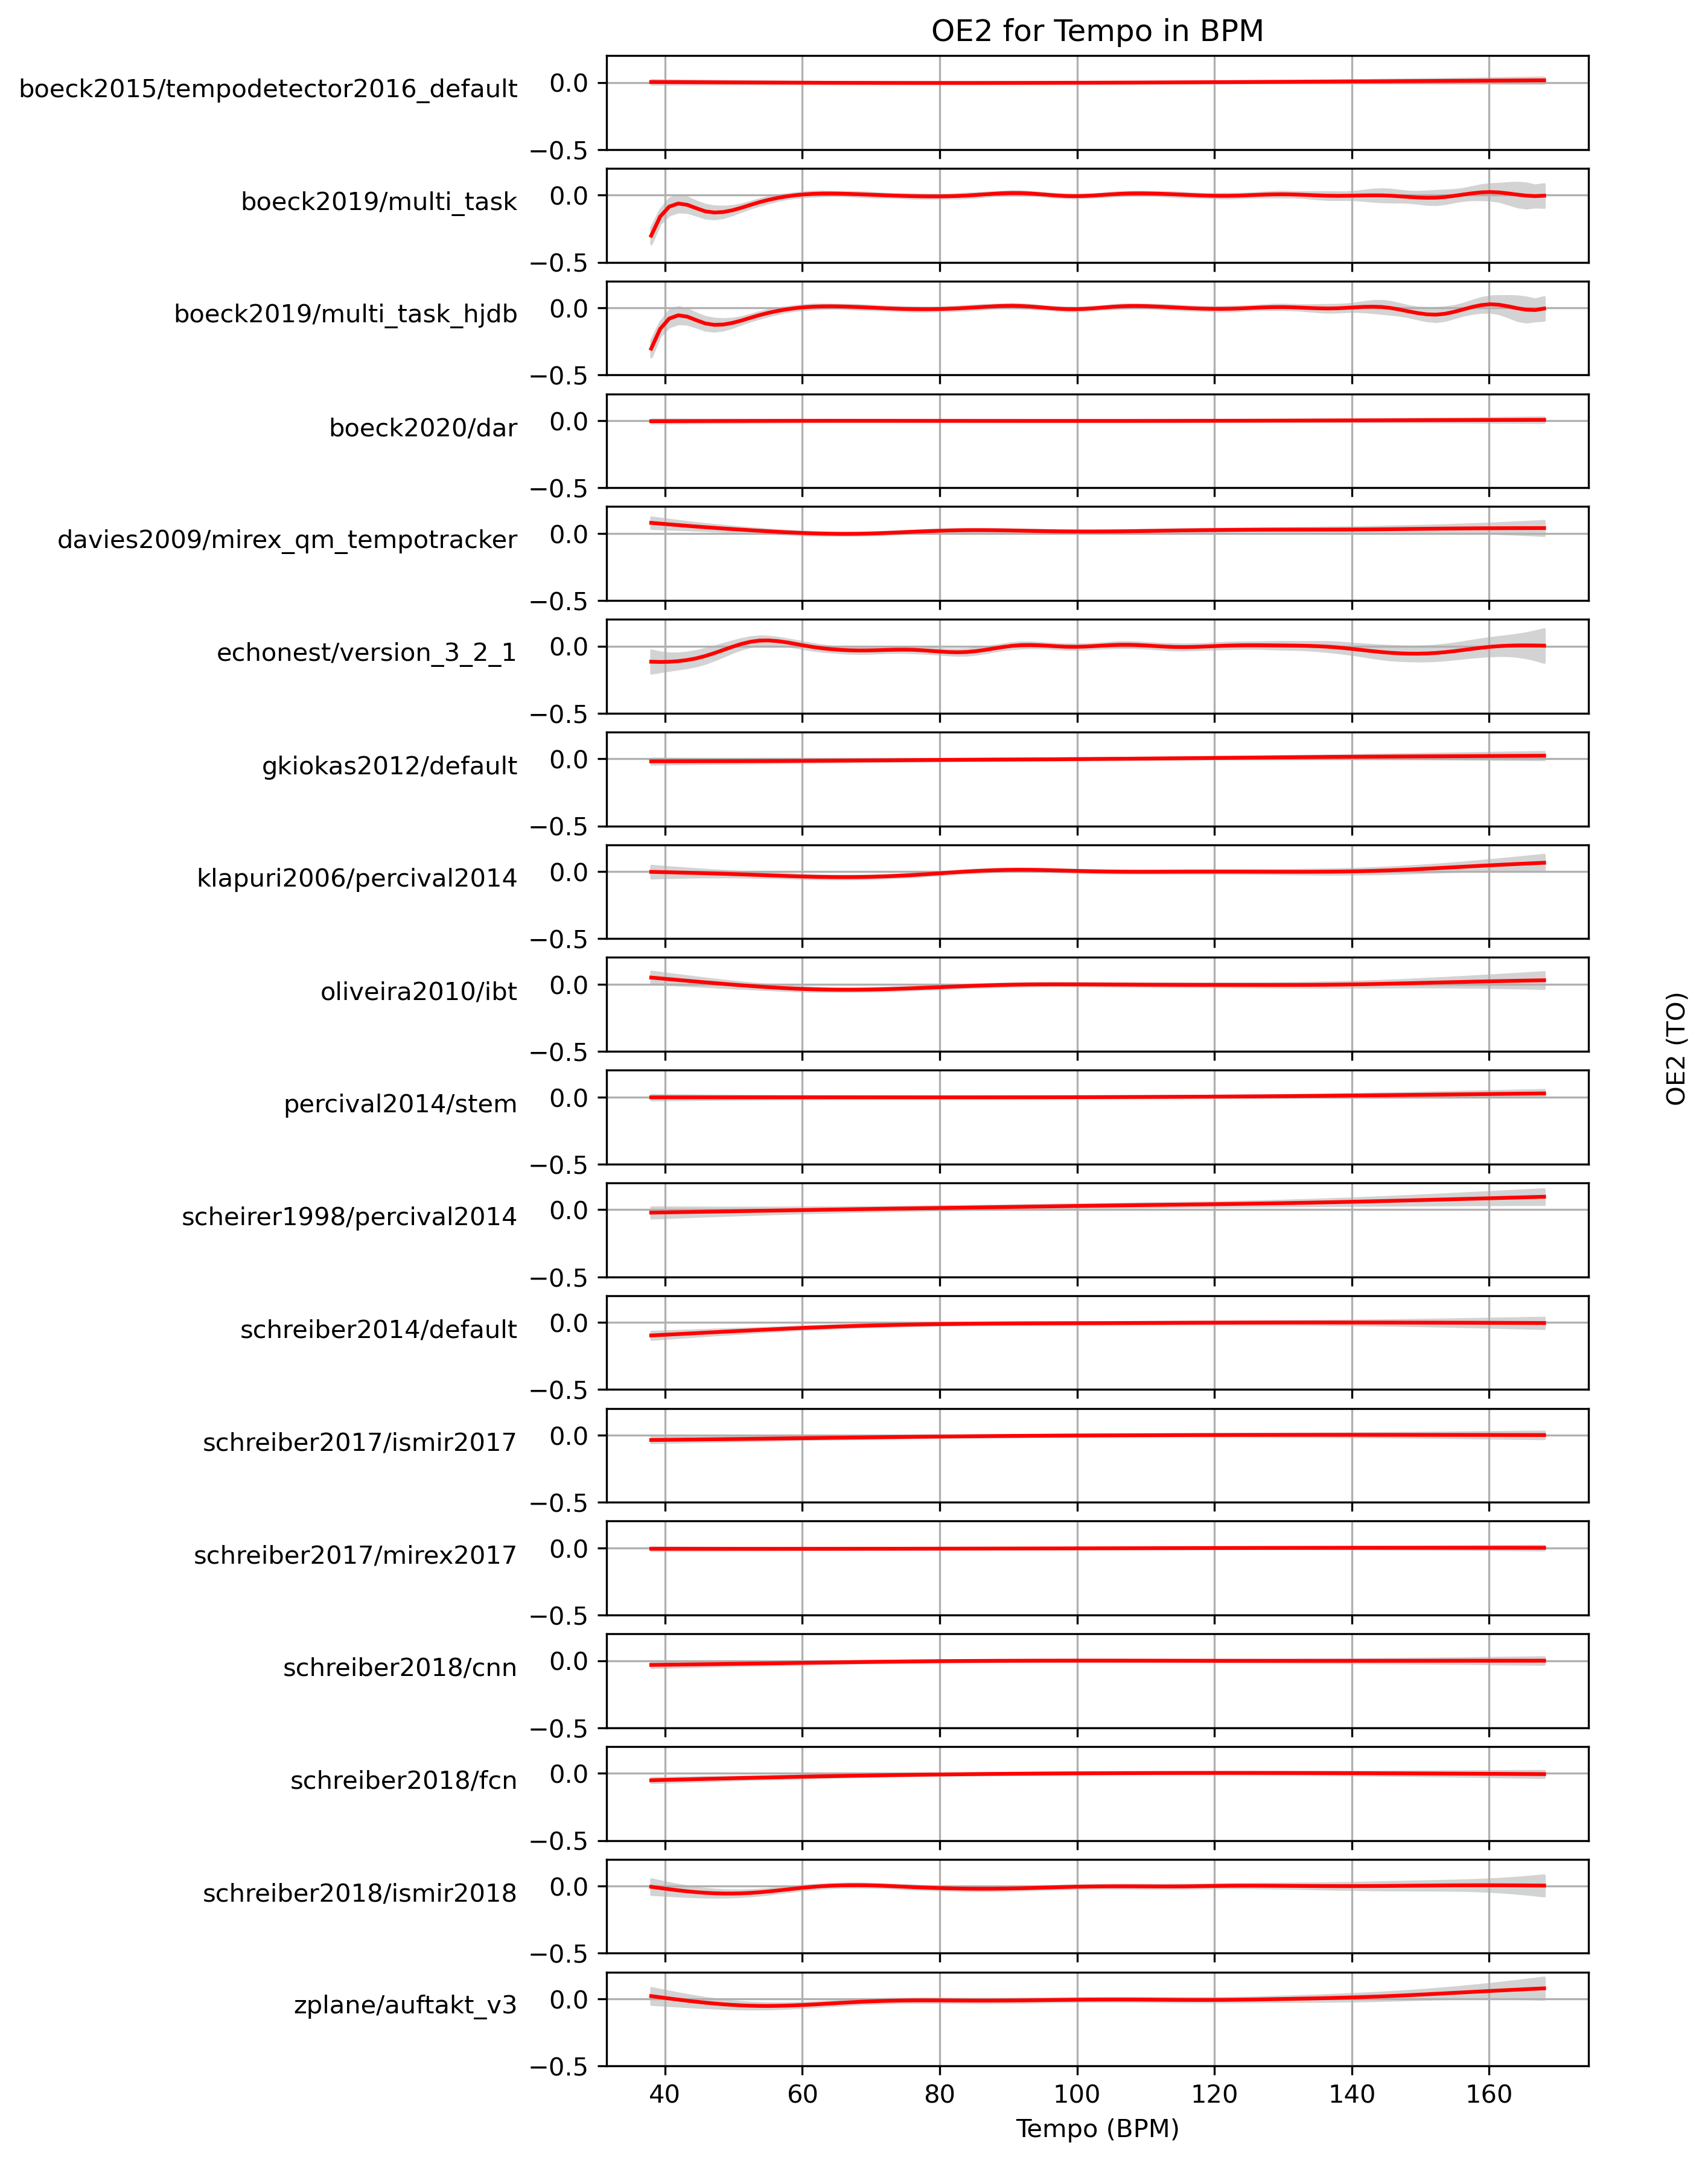 OE2 for Tempo in BPM
boeck2015/tempodetector2016_default
0.0
−0.5
boeck2019/multi_task
0.0
−0.5
boeck2019/multi_task_hjdb
0.0
−0.5
boeck2020/dar
0.0
−0.5
davies2009/mirex_qm_tempotracker
0.0
−0.5
echonest/version_3_2_1
0.0
−0.5
gkiokas2012/default
0.0
−0.5
klapuri2006/percival2014
0.0
−0.5
oliveira2010/ibt
0.0
−0.5
OE2 (TO)
percival2014/stem
0.0
−0.5
scheirer1998/percival2014
0.0
−0.5
schreiber2014/default
0.0
−0.5
schreiber2017/ismir2017
0.0
−0.5
schreiber2017/mirex2017
0.0
−0.5
schreiber2018/cnn
0.0
−0.5
schreiber2018/fcn
0.0
−0.5
schreiber2018/ismir2018
0.0
−0.5
zplane/auftakt_v3
0.0
−0.5
40 60 80 100 120 140 160
Tempo (BPM)